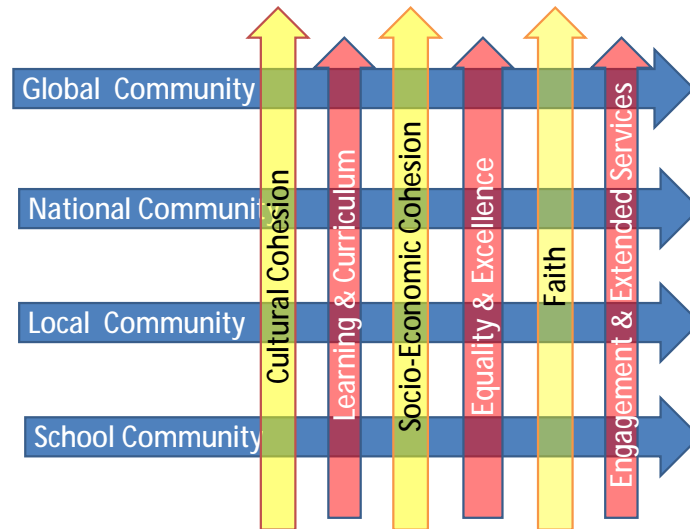 Global Community
National Community
Local Community
School Community
Cultural Cohesion
Learning & Curriculum
Socio-Economic Cohesion
Equality & Excellence
Faith
Engagement & Extended Services